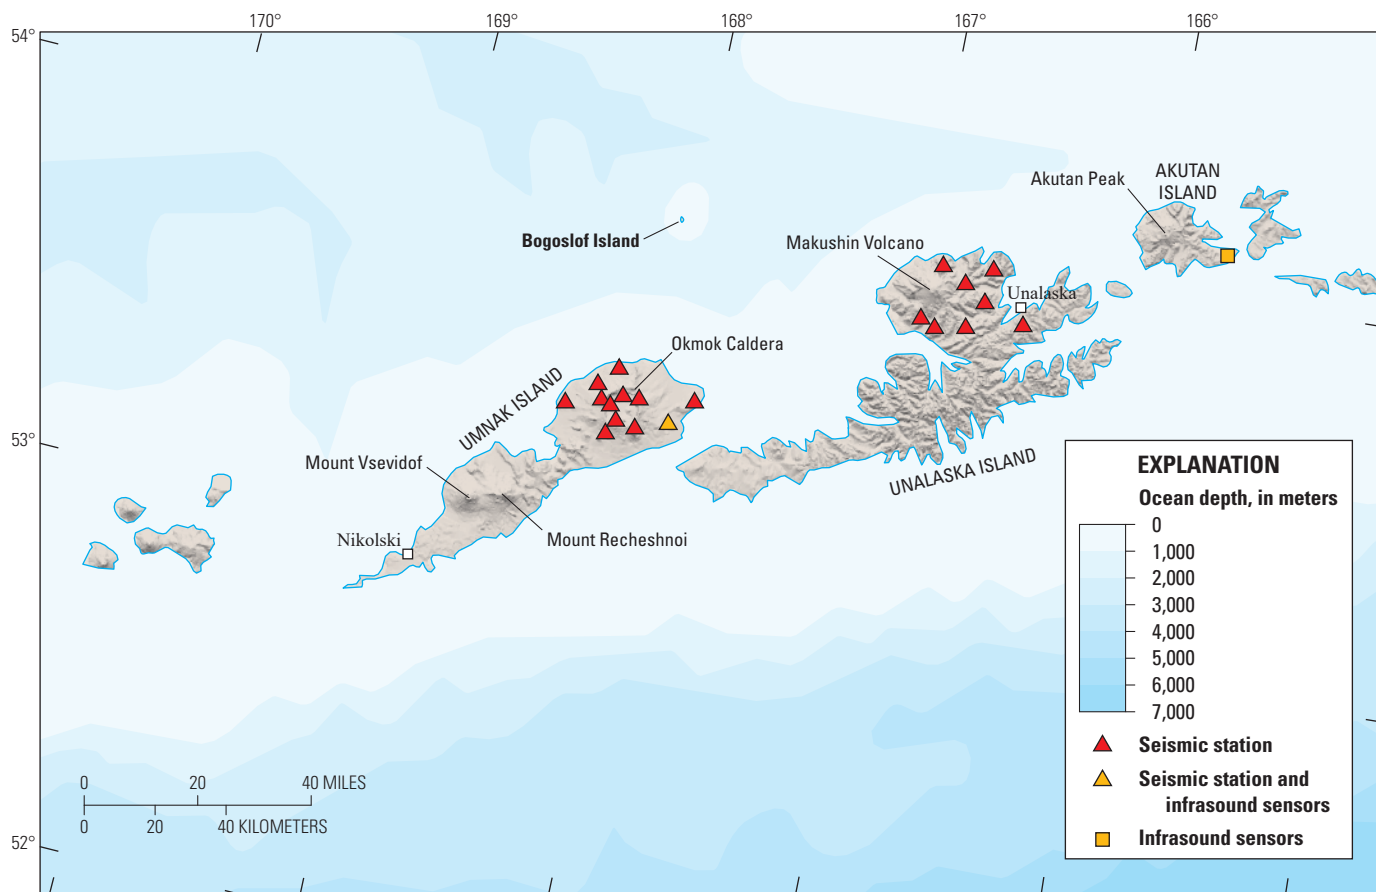 170°
169°
168°
167°
166°
54°
53°
52°
Akutan Peak
AKUTAN
ISLAND
Bogoslof Island
Makushin Volcano
Unalaska
Okmok Caldera
UMNAK ISLAND
Mount Vsevidof
UNALASKA ISLAND
Nikolski
Mount Recheshnoi
0 20 40 MILES
0 20 40 KILOMETERS
EXPLANATION
Ocean depth, in meters
0
1,000
2,000
3,000
4,000
5,000
6,000
7,000
Seismic station
Seismic station and
infrasound sensors
Infrasound sensors